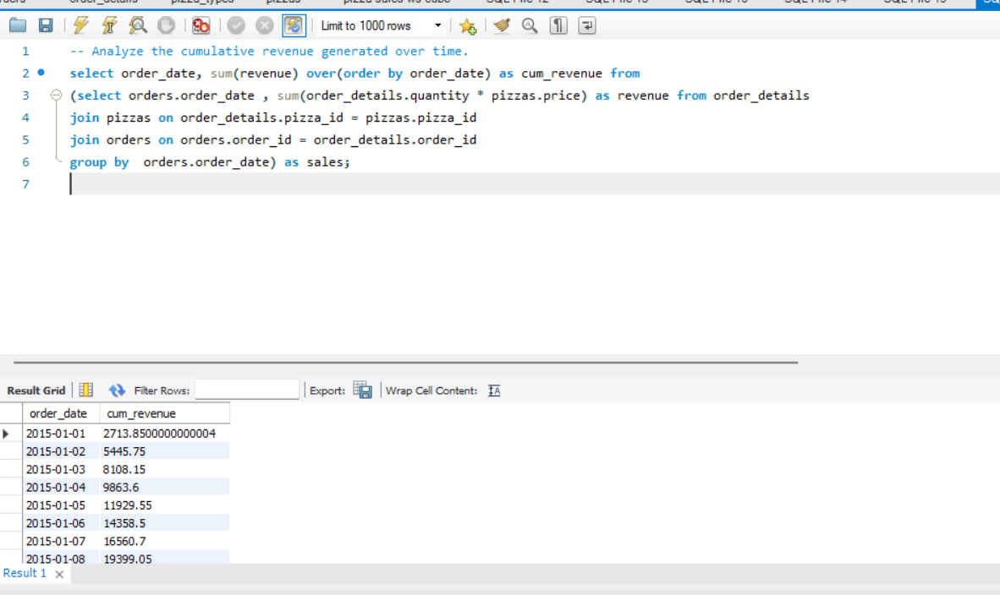 Limit to 1000 rows
1 -- Analyze the cumulative revenue generated over time.
2 select order_date, sum(revenue) over(order by order_date) as cum_revenue from
3 (select orders.order_date , sum(order_details.quantity * pizzas.price) as revenue from order_details
4 join pizzas on order_details.pizza_id = pizzas.pizza_id
5 join orders on orders.order_id = order_details.order_id
6 group by  orders.order_date) as sales;
7
Result Grid Filter Rows: Export: Wrap Cell Content: IA
order_date cum_revenue
2015-01-01 2713.8500000000004
2015-01-02 5445.75
2015-01-03 8108.15
2015-01-04 9863.6
2015-01-05 11929.55
2015-01-06 14358.5
2015-01-07 16560.7
2015-01-08 19399.05
Result 1